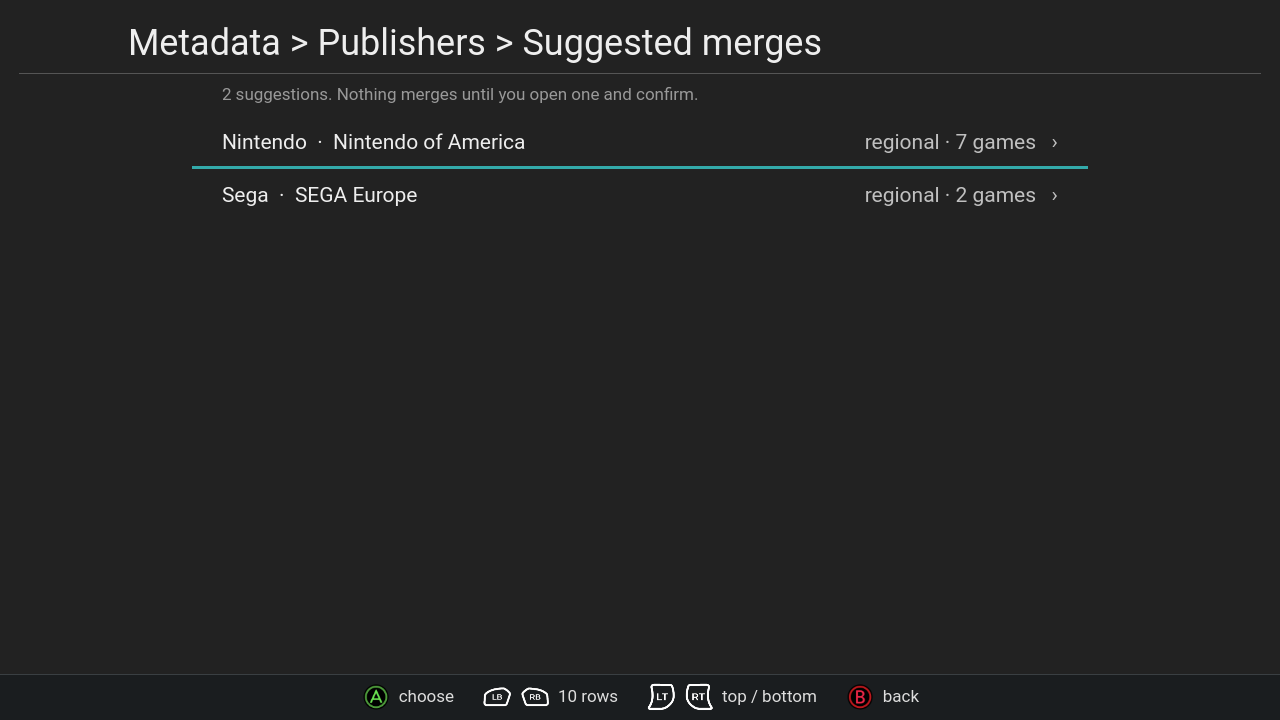 Metadata > Publishers > Suggested merges
2 suggestions. Nothing merges until you open one and confirm.
Nintendo · Nintendo of America regional · 7 games ›
Sega · SEGA Europe regional · 2 games ›
A choose LB RB 10 rows LT RT top / bottom B back